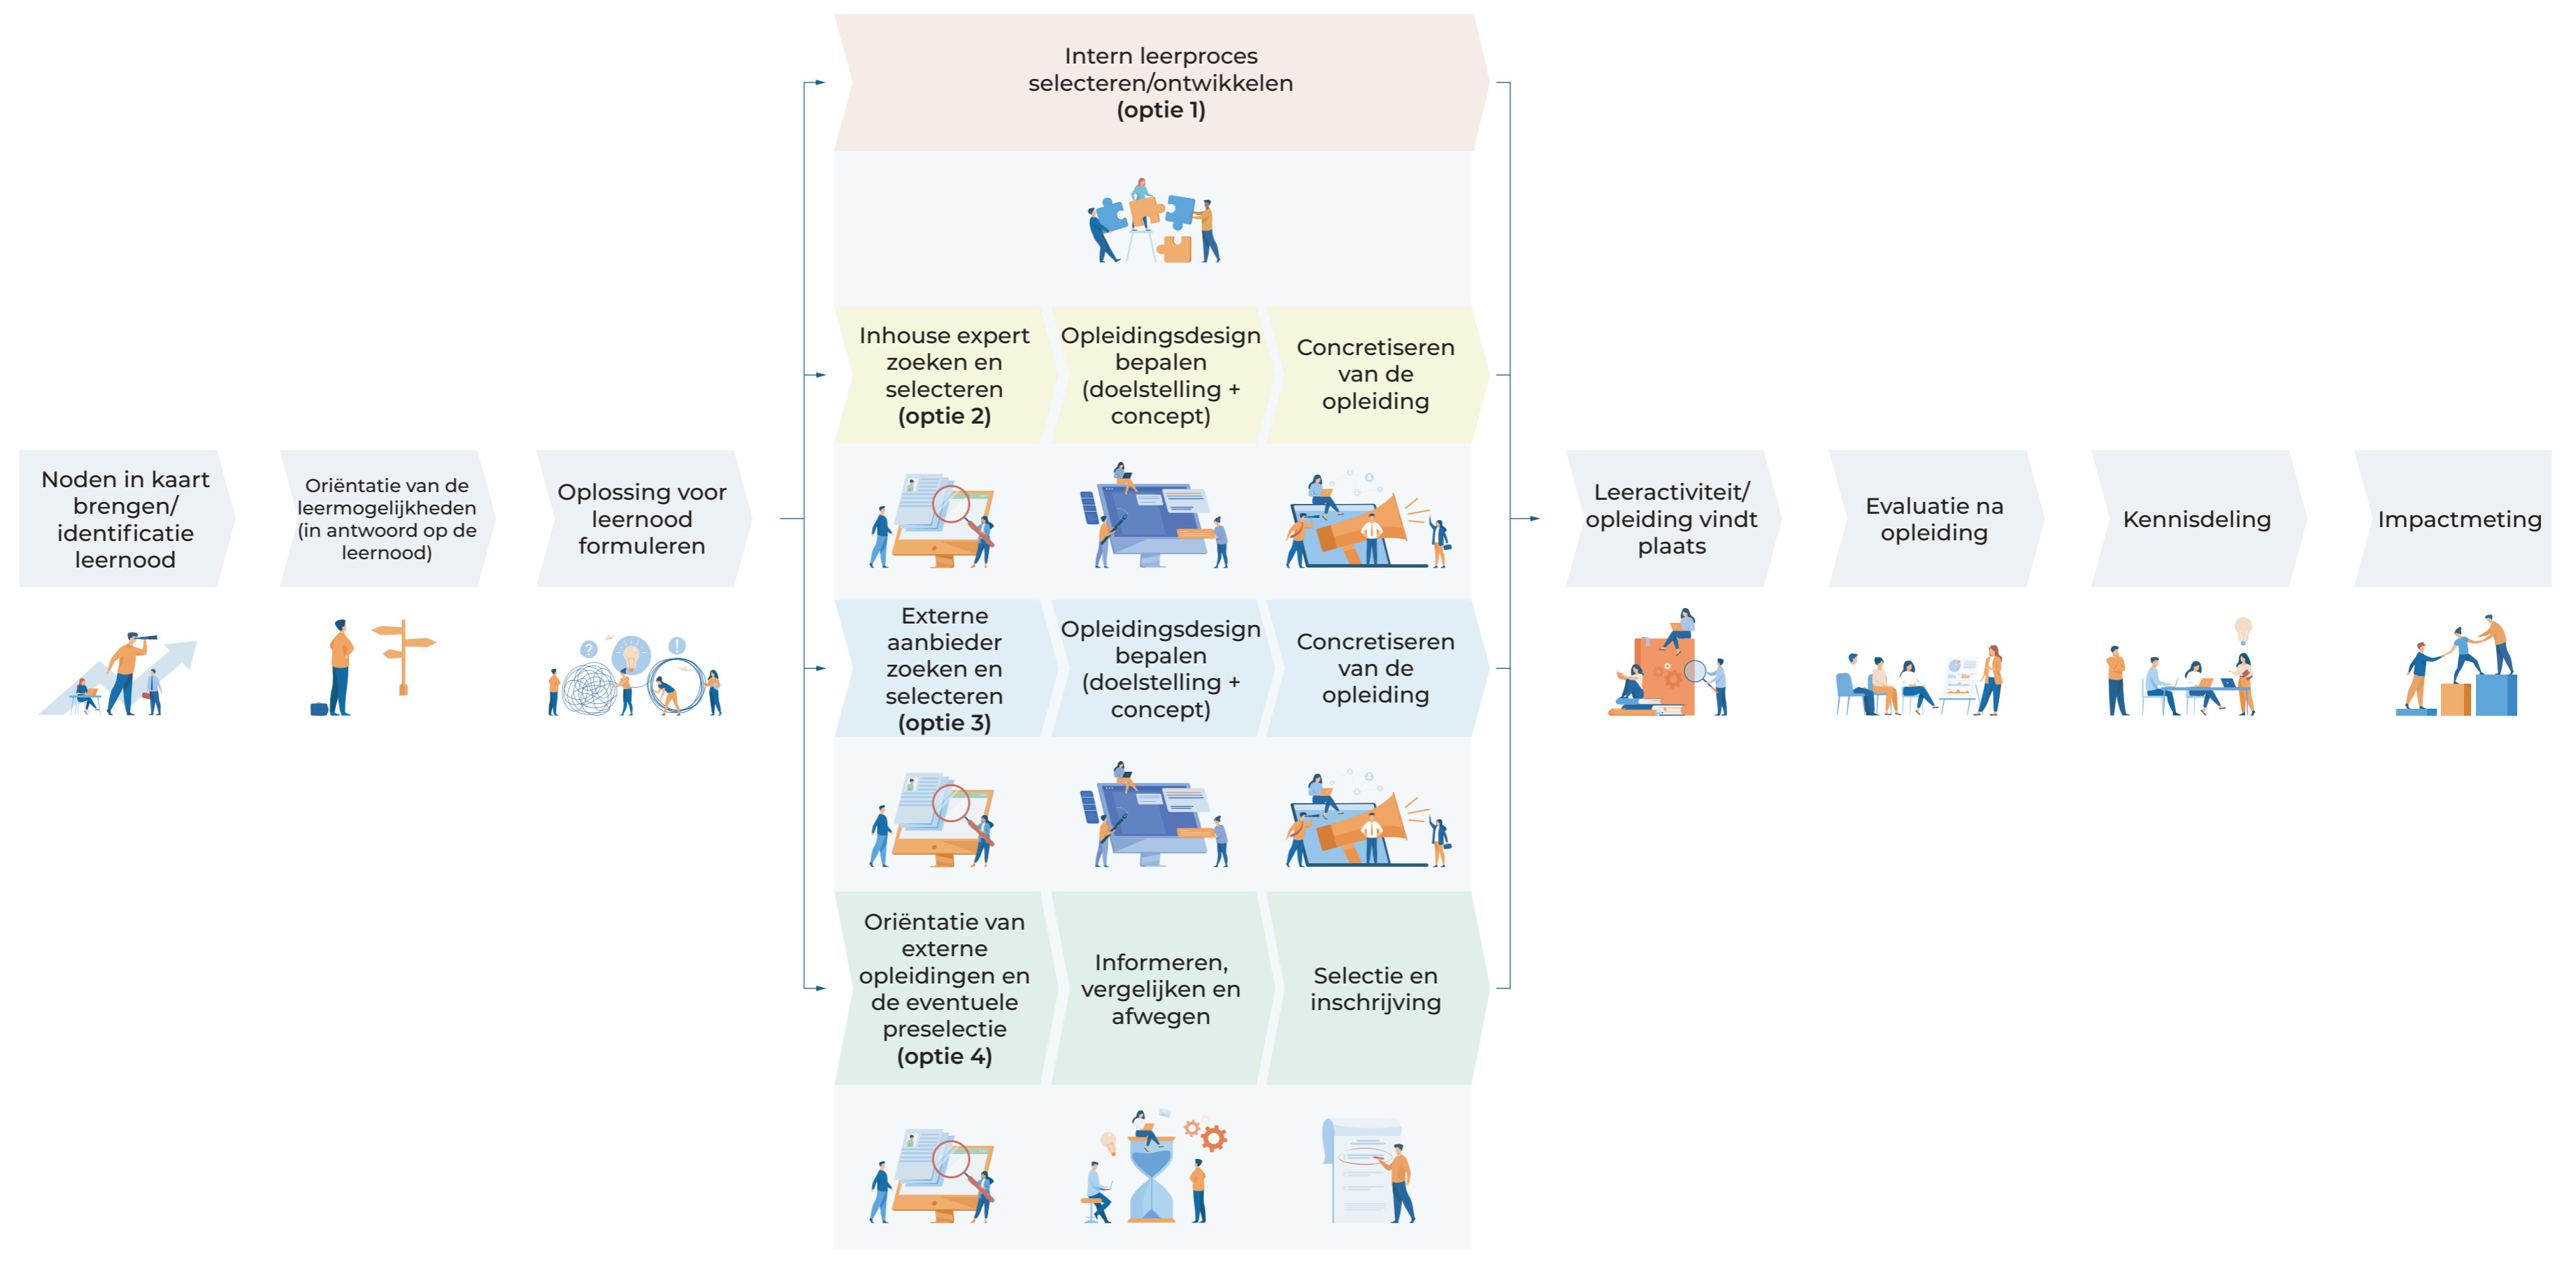 Noden in kaart
brengen/
identificatie
leernood
Oriëntatie van de
leermogelijkheden
(in antwoord op de
leernood)
Oplossing voor
leernood
formuleren
Intern leerproces
selecteren/ontwikkelen
(optie 1)
Inhouse expert
zoeken en
selecteren
(optie 2)
Opleidingsdesign
bepalen
(doelstelling +
concept)
Concretiseren
van de
opleiding
Externe
aanbieder
zoeken en
selecteren
(optie 3)
Opleidingsdesign
bepalen
(doelstelling +
concept)
Concretiseren
van de
opleiding
Oriëntatie van
externe
opleidingen en
de eventuele
preselectie
(optie 4)
Informeren,
vergelijken en
afwegen
Selectie en
inschrijving
Leeractiviteit/
opleiding vindt
plaats
Evaluatie na
opleiding
Kennisdeling
Impactmeting